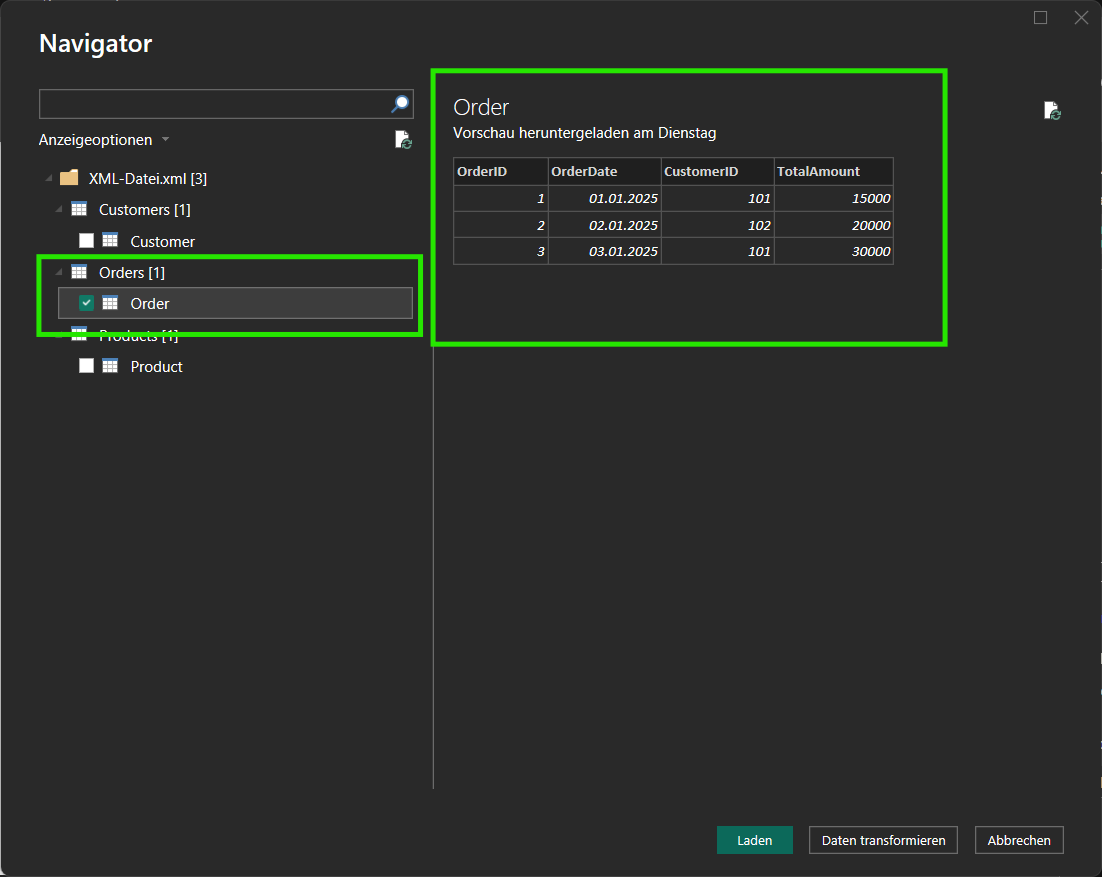 Navigator
Anzeigeoptionen
XML-Datei.xml [3]
Customers [1]
Customer
Orders [1]
Order
Products [1]
Product
Order
Vorschau heruntergeladen am Dienstag
OrderID OrderDate CustomerID TotalAmount
1 01.01.2025 101 15000
2 02.01.2025 102 20000
3 03.01.2025 101 30000
Laden Daten transformieren Abbrechen